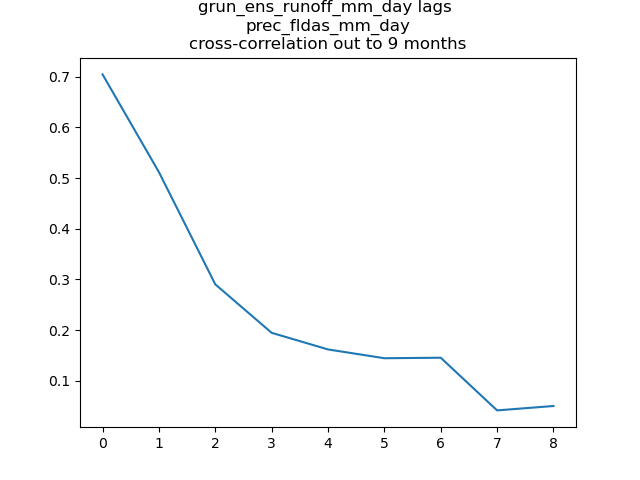 grun_ens_runoff_mm_day lags
prec_fldas_mm_day
cross-correlation out to 9 months
0.7
0.6
0.5
0.4
0.3
0.2
0.1
0 1 2 3 4 5 6 7 8